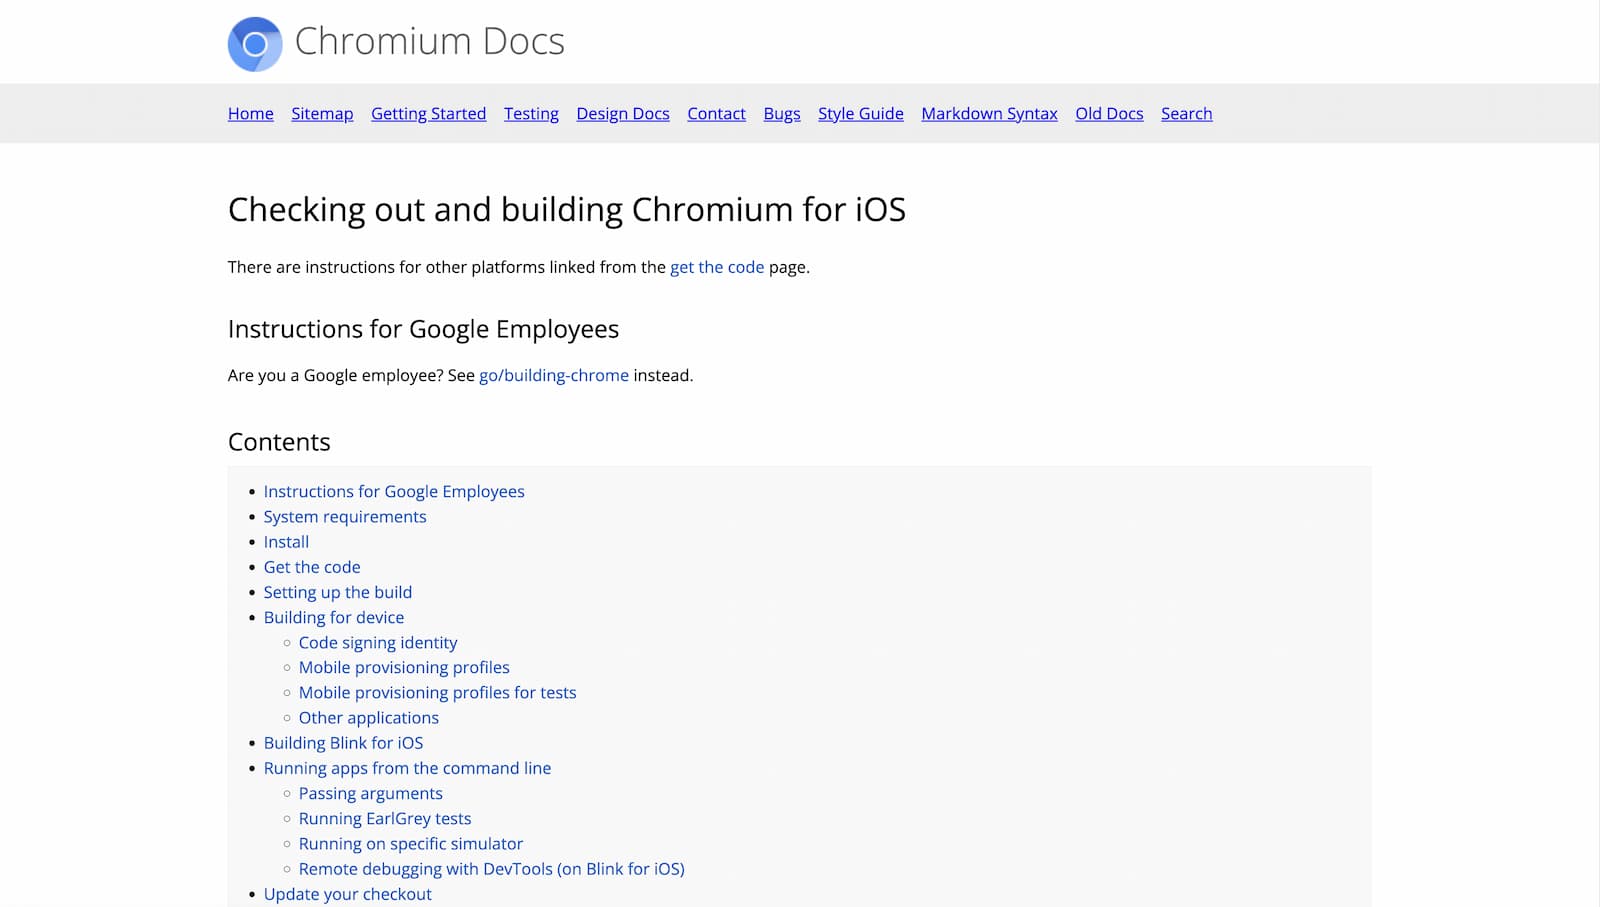 Chromium Docs
Home Sitemap Getting Started Testing Design Docs Contact Bugs Style Guide Markdown Syntax Old Docs Search
Checking out and building Chromium for iOS
There are instructions for other platforms linked from the get the code page.
Instructions for Google Employees
Are you a Google employee? See go/building-chrome instead.
Contents
Instructions for Google Employees
System requirements
Install
Get the code
Setting up the build
Building for device
Code signing identity
Mobile provisioning profiles
Mobile provisioning profiles for tests
Other applications
Building Blink for iOS
Running apps from the command line
Passing arguments
Running EarlGrey tests
Running on specific simulator
Remote debugging with DevTools (on Blink for iOS)
Update your checkout